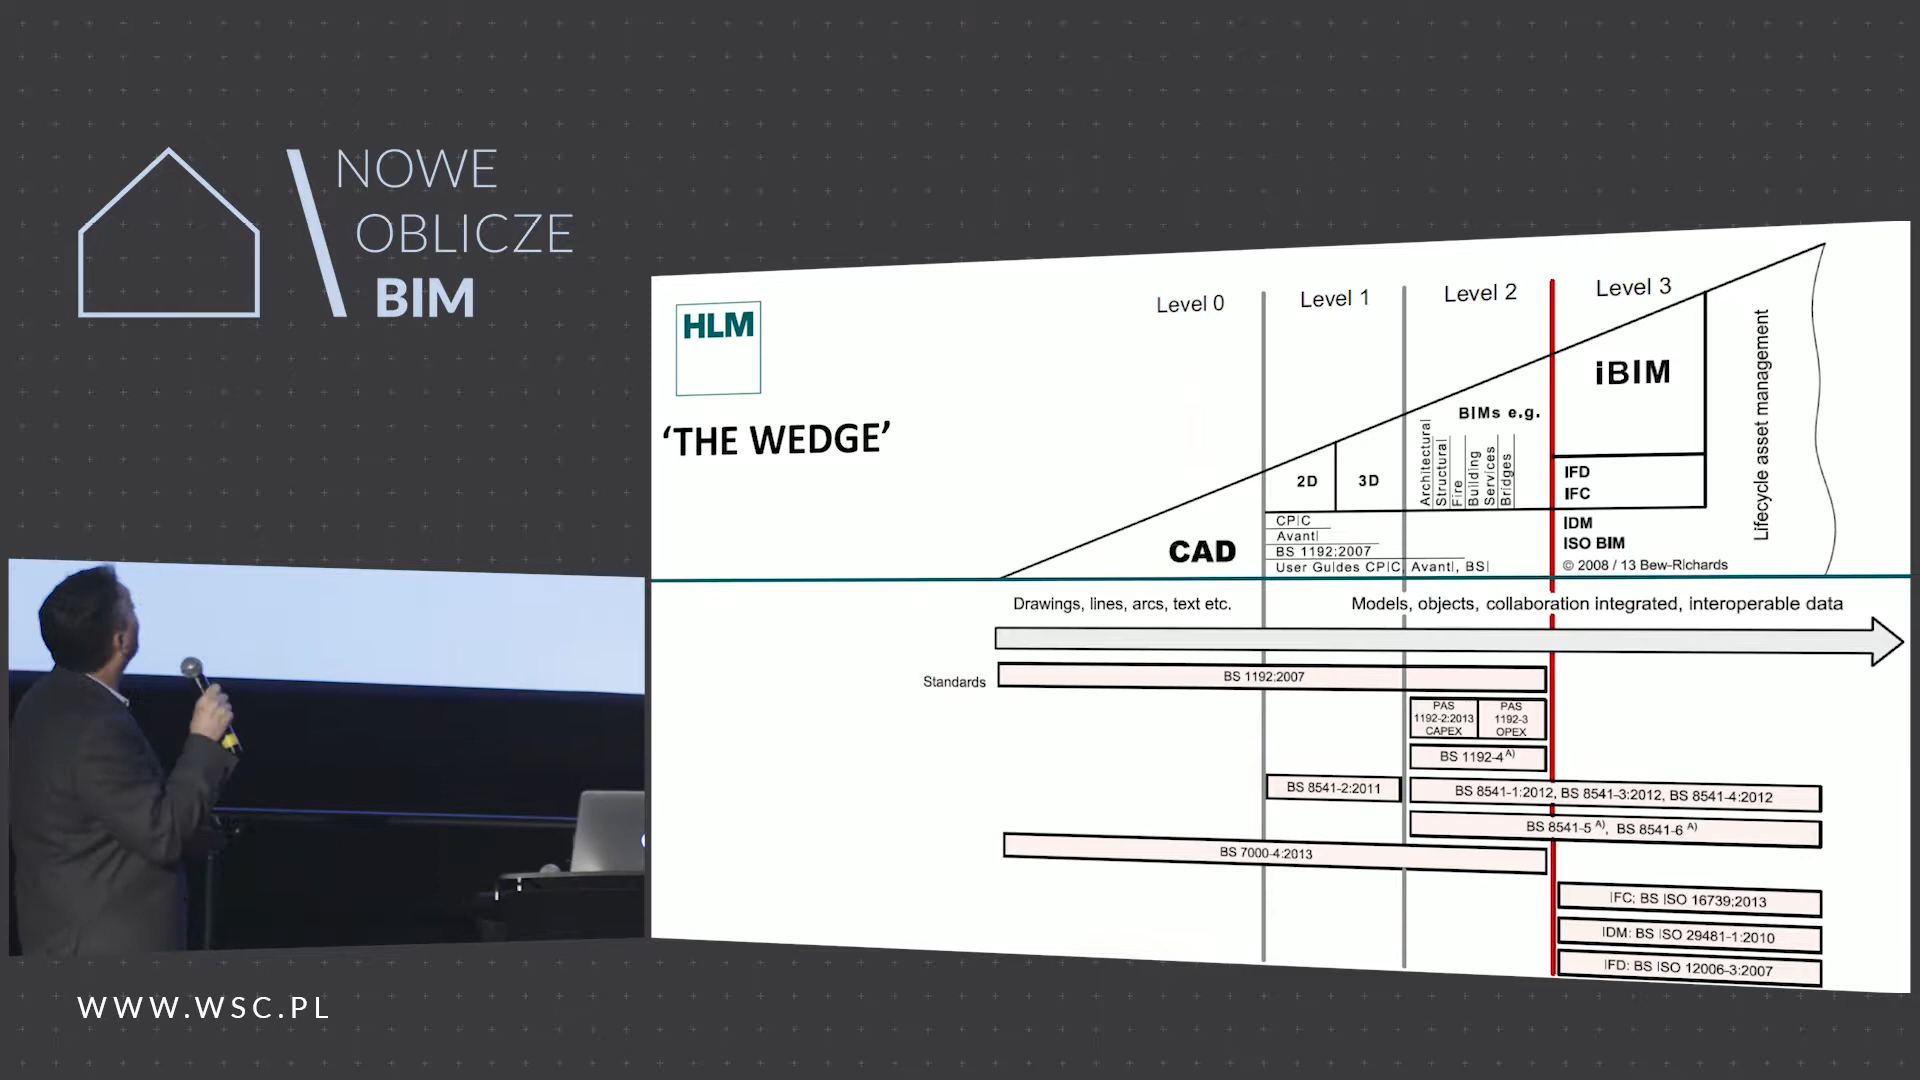 NOWE
OBLICZE
BIM
HLM
‘THE WEDGE’
Level 0
Level 1
Level 2
Level 3
iBIM
BIMs e.g.
Architectural
Structural
Fire
Building
Services
Bridges
2D
3D
IFD
IFC
IDM
ISO BIM
© 2008 / 13 Bew-Richards
Lifecycle asset management
CAD
CPIC
Avanti
BS 1192:2007
User Guides CPIC, Avanti, BSI
Drawings, lines, arcs, text etc.
Models, objects, collaboration integrated, interoperable data
Standards
BS 1192:2007
PAS
1192-2:2013
CAPEX
PAS
1192-3
OPEX
BS 1192-4 A)
BS 8541-2:2011
BS 8541-1:2012, BS 8541-3:2012, BS 8541-4:2012
BS 8541-5 A), BS 8541-6 A)
BS 7000-4:2013
IFC: BS ISO 16739:2013
IDM: BS ISO 29481-1:2010
IFD: BS ISO 12006-3:2007
WWW.WSC.PL